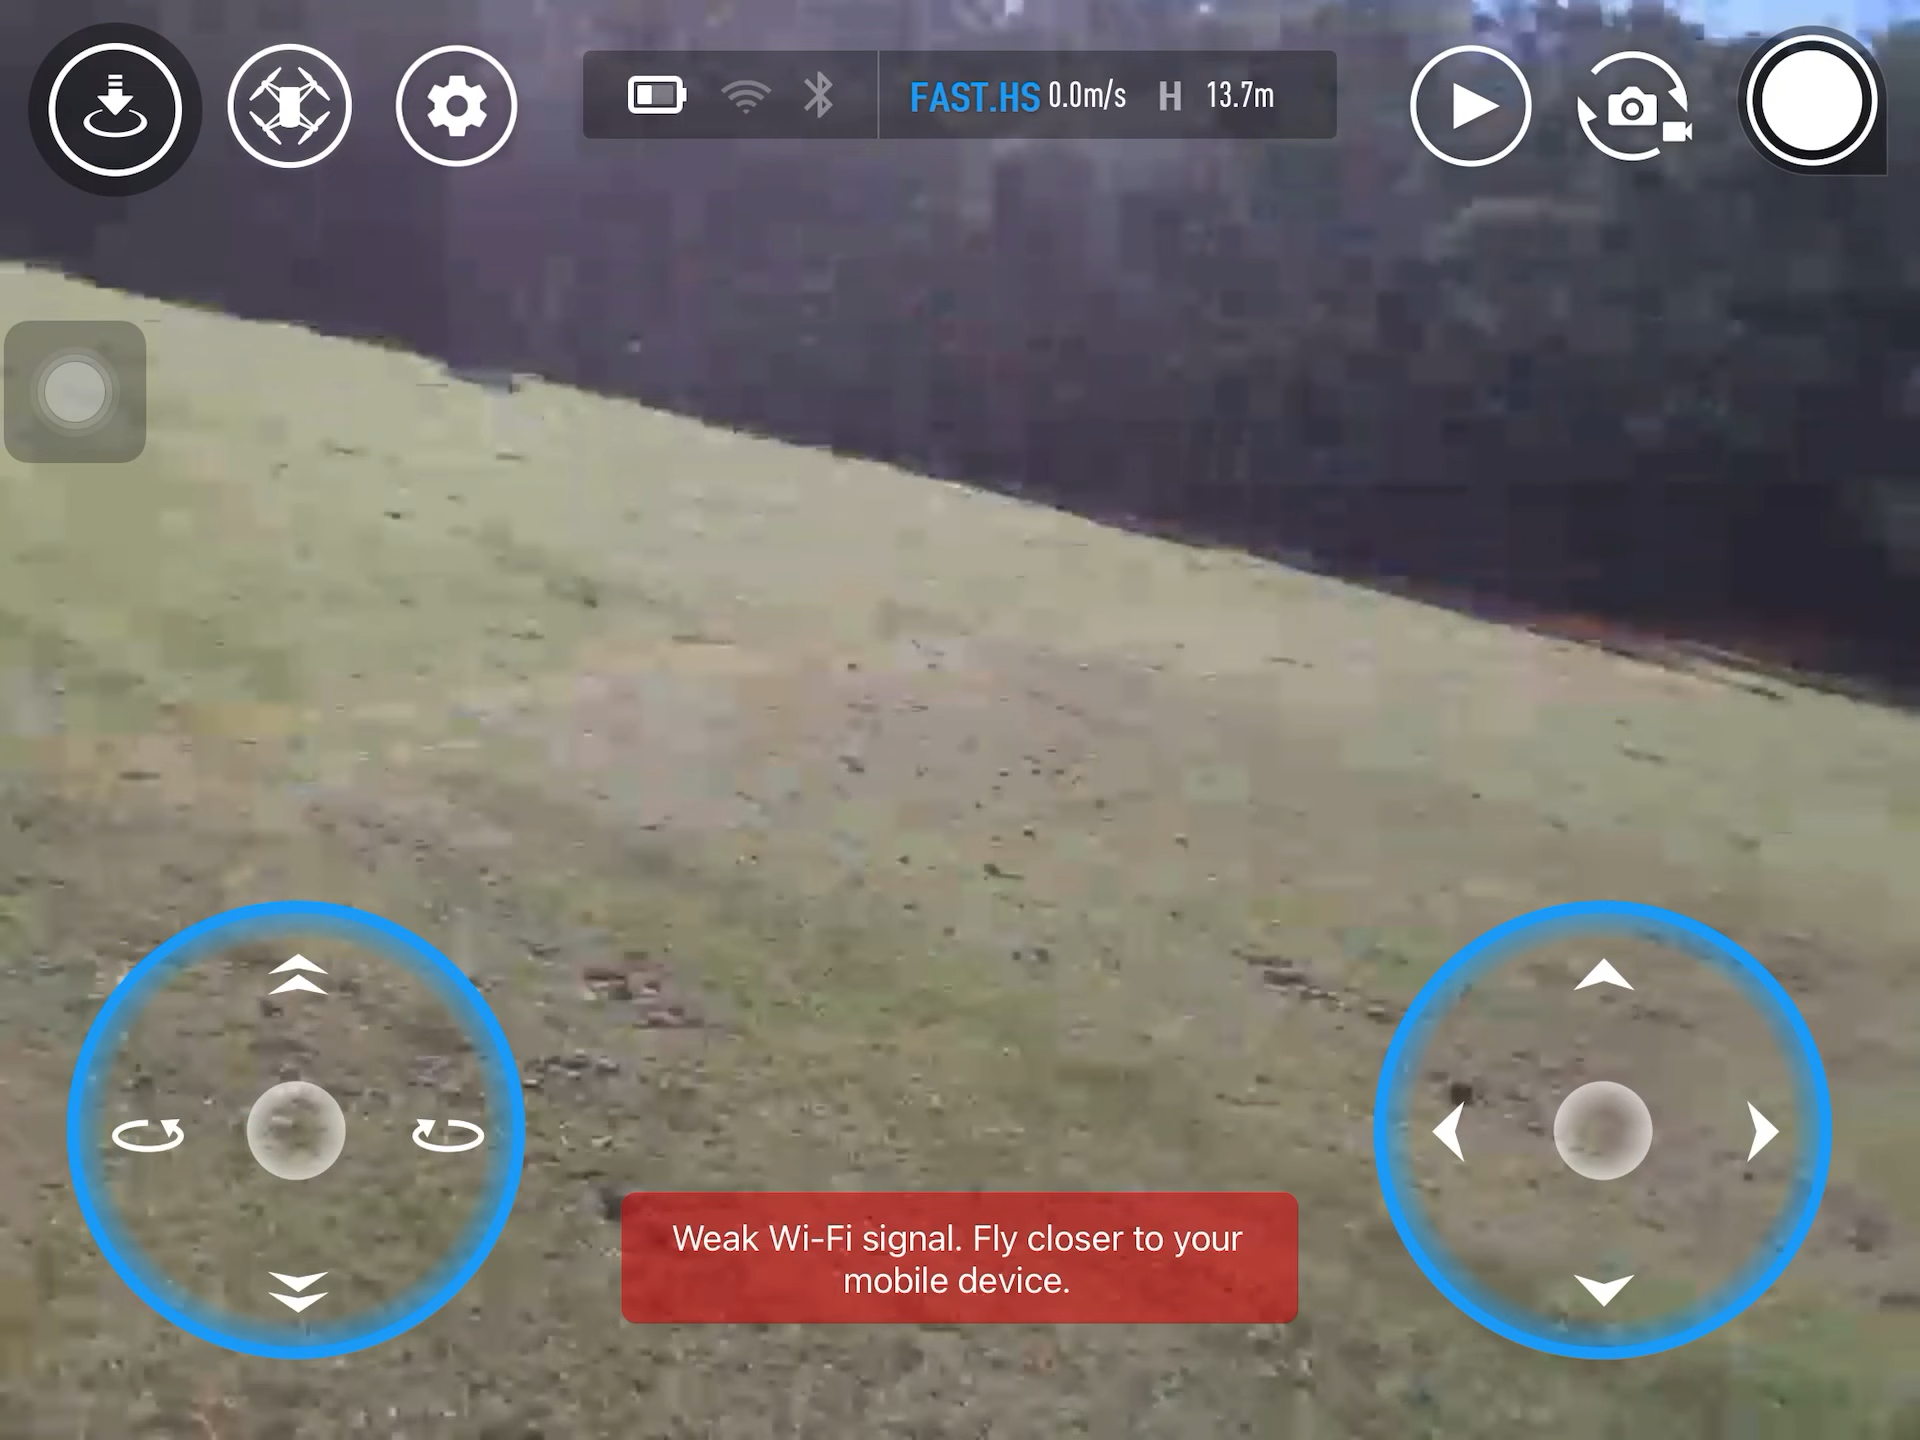 FAST.HS 0.0m/s H 13.7m
Weak Wi-Fi signal. Fly closer to your
mobile device.